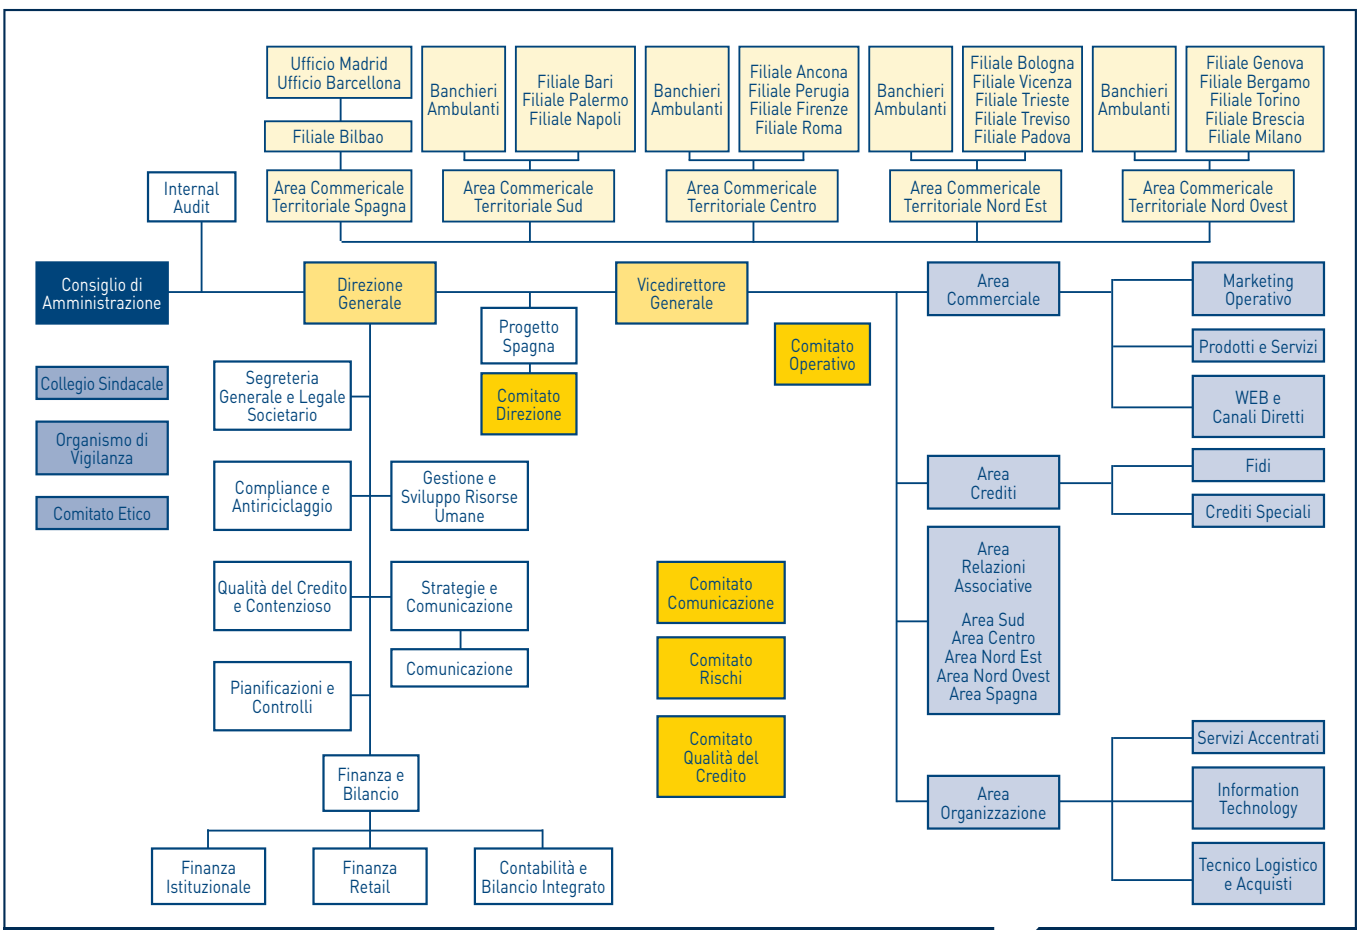 Ufficio Madrid
Ufficio Barcellona
Filiale Bilbao
Area Commericale
Territoriale Spagna
Banchieri
Ambulanti
Filiale Bari
Filiale Palermo
Filiale Napoli
Area Commericale
Territoriale Sud
Banchieri
Ambulanti
Filiale Ancona
Filiale Perugia
Filiale Firenze
Filiale Roma
Area Commericale
Territoriale Centro
Banchieri
Ambulanti
Filiale Bologna
Filiale Vicenza
Filiale Trieste
Filiale Treviso
Filiale Padova
Area Commericale
Territoriale Nord Est
Banchieri
Ambulanti
Filiale Genova
Filiale Bergamo
Filiale Torino
Filiale Brescia
Filiale Milano
Area Commericale
Territoriale Nord Ovest
Internal
Audit
Consiglio di
Amministrazione
Direzione
Generale
Vicedirettore
Generale
Progetto
Spagna
Comitato
Direzione
Comitato
Operativo
Collegio Sindacale
Organismo di
Vigilanza
Comitato Etico
Segreteria
Generale e Legale
Societario
Compliance e
Antiriciclaggio
Gestione e
Sviluppo Risorse
Umane
Qualità del Credito
e Contenzioso
Strategie e
Comunicazione
Comunicazione
Pianificazioni e
Controlli
Finanza e
Bilancio
Finanza
Istituzionale
Finanza
Retail
Contabilità e
Bilancio Integrato
Comitato
Comunicazione
Comitato
Rischi
Comitato
Qualità del
Credito
Area
Commerciale
Marketing
Operativo
Prodotti e Servizi
WEB e
Canali Diretti
Area
Crediti
Fidi
Crediti Speciali
Area
Relazioni
Associative
Area Sud
Area Centro
Area Nord Est
Area Nord Ovest
Area Spagna
Area
Organizzazione
Servizi Accentrati
Information
Technology
Tecnico Logistico
e Acquisti